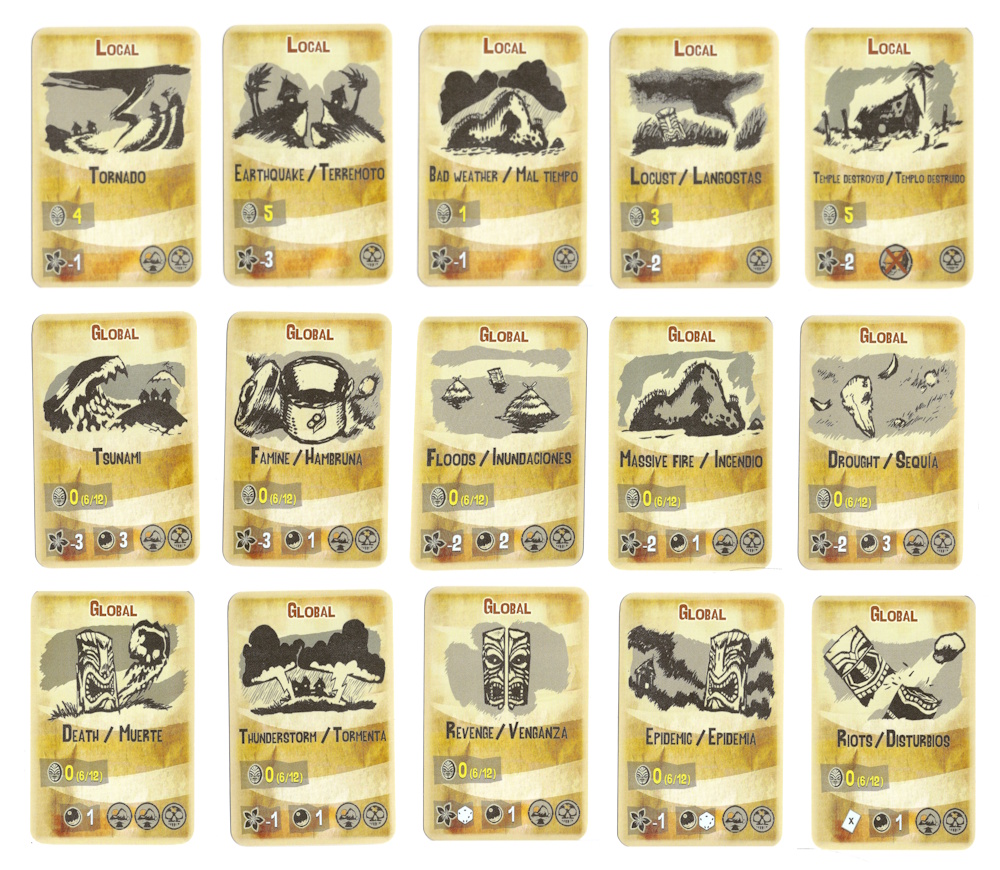 Local
Tornado
4
-1
Local
Earthquake / Terremoto
5
-3
Local
Bad weather / Mal tiempo
1
-1
Local
Locust / Langostas
3
-2
Local
Temple destroyed / Templo destruido
5
-2
Global
Tsunami
0 (6/12)
-3 3
Global
Famine / Hambruna
0 (6/12)
-3 1
Global
Floods / Inundaciones
0 (6/12)
-2 2
Global
Massive fire / Incendio
0 (6/12)
-2 1
Global
Drought / Sequía
0 (6/12)
-2 3
Global
Death / Muerte
0 (6/12)
1
Global
Thunderstorm / Tormenta
0 (6/12)
-1 1
Global
Revenge / Venganza
0 (6/12)
- 1
Global
Epidemic / Epidemia
0 (6/12)
-1
Global
Riots / Disturbios
0 (6/12)
X 1